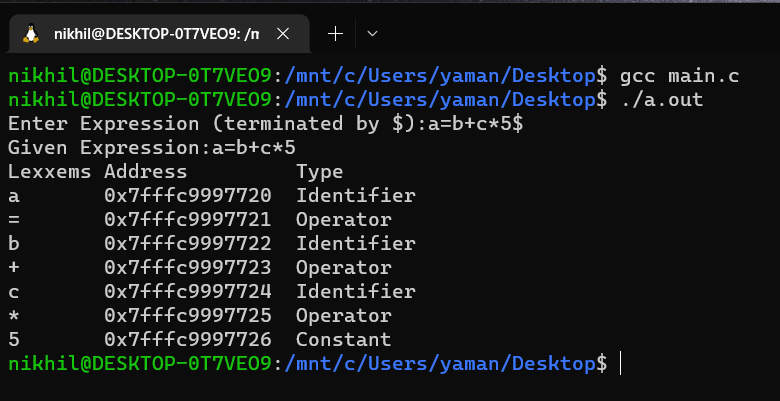 nikhil@DESKTOP-0T7VEO9: /m
nikhil@DESKTOP-0T7VEO9:/mnt/c/Users/yaman/Desktop$ gcc main.c
nikhil@DESKTOP-0T7VEO9:/mnt/c/Users/yaman/Desktop$ ./a.out
Enter Expression (terminated by $):a=b+c*5$
Given Expression:a=b+c*5
Lexxems Address         Type
a       0x7fffc9997720  Identifier
=       0x7fffc9997721  Operator
b       0x7fffc9997722  Identifier
+       0x7fffc9997723  Operator
c       0x7fffc9997724  Identifier
*       0x7fffc9997725  Operator
5       0x7fffc9997726  Constant
nikhil@DESKTOP-0T7VEO9:/mnt/c/Users/yaman/Desktop$